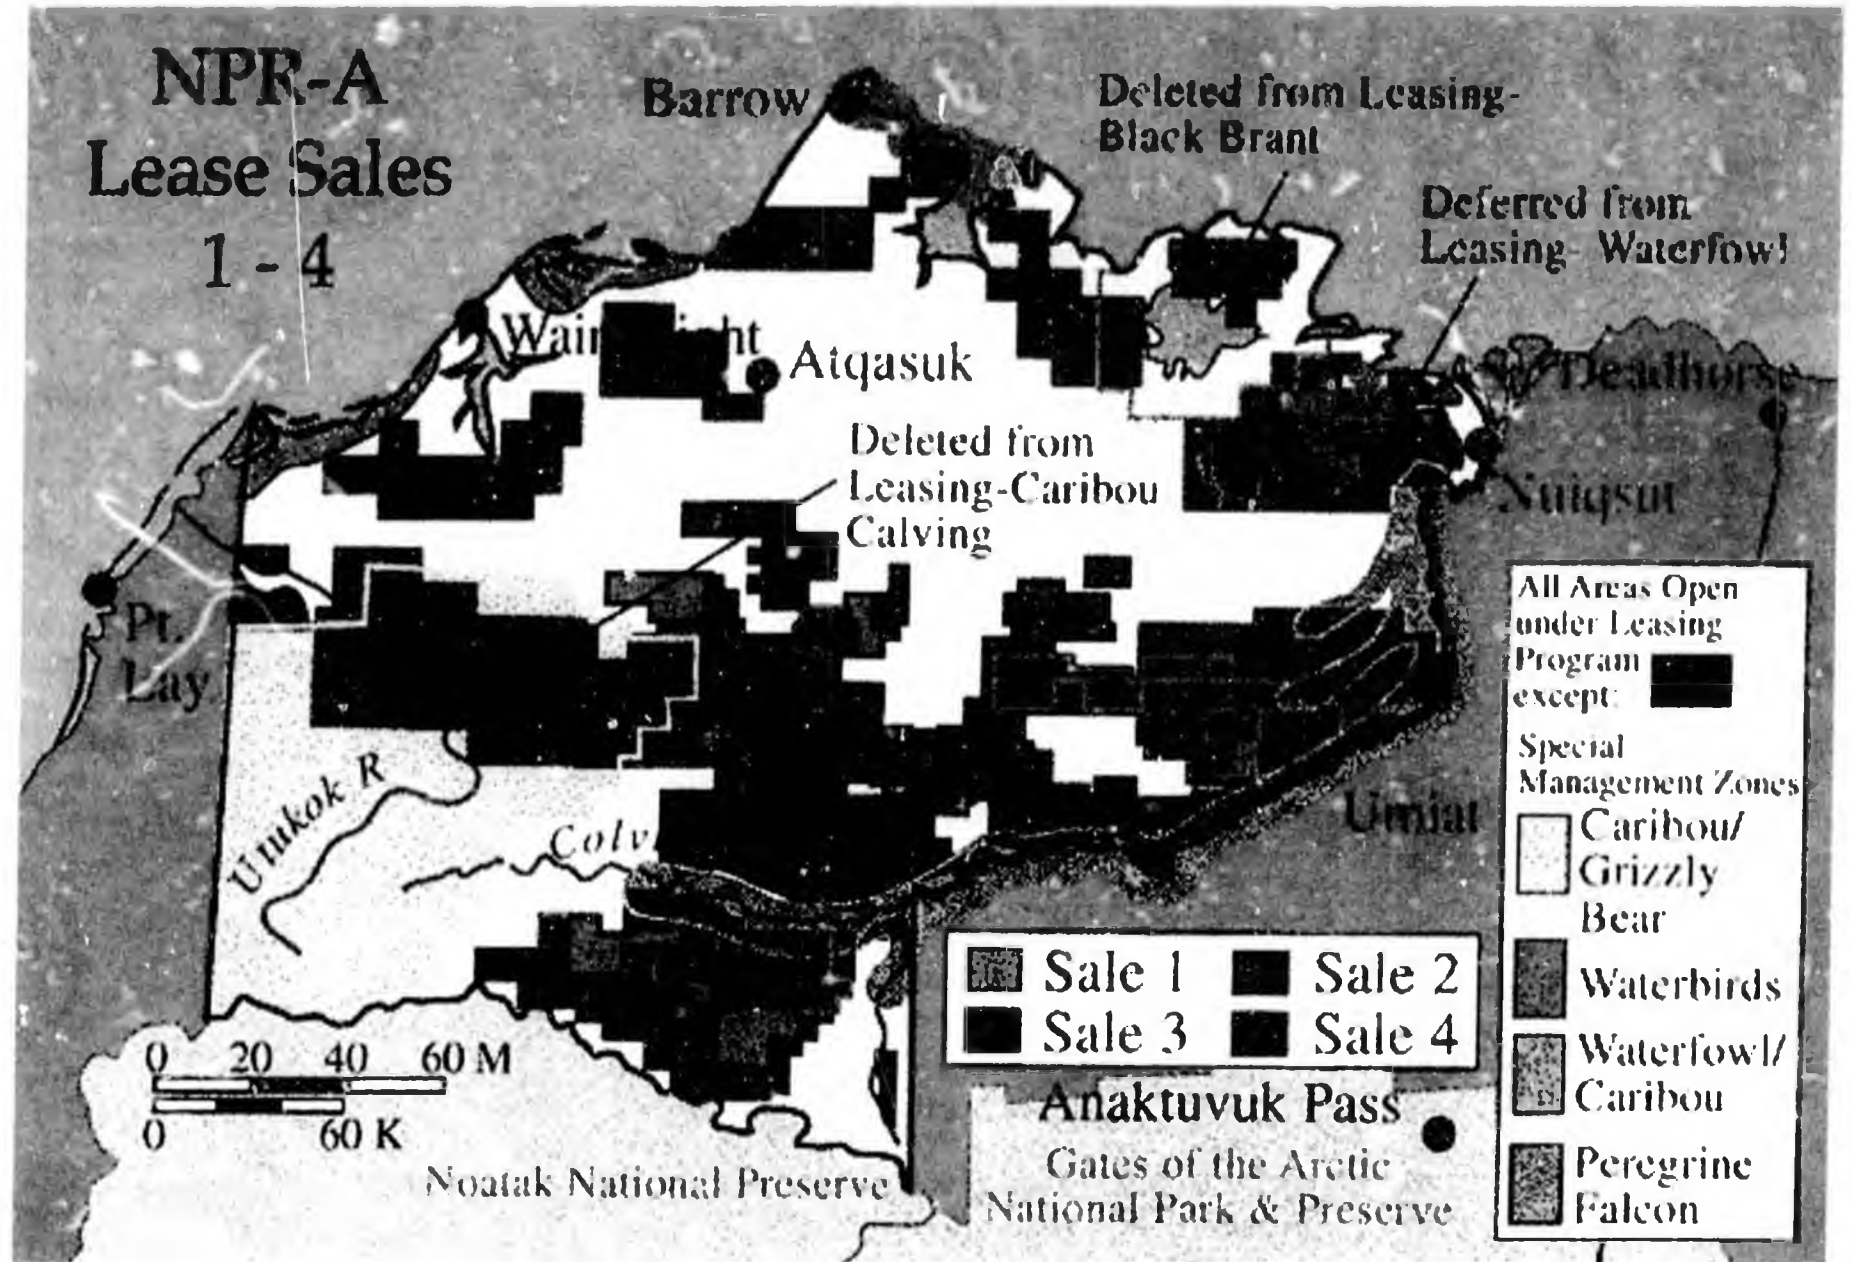 NPR-A
Lease Sales
1 - 4
Barrow
Deleted from Leasing-
Black Brant
Deferred from
Leasing- Waterfowl
Atqasuk
Deadhorse
Deleted from
Leasing-Caribou
Calving
Nuiqsut
Pt.
Lay
Utukok R
Colvi
Umiat
All Areas Open
under Leasing
Program
except:
Special
Management Zones
Caribou/
Grizzly
Bear
Waterbirds
Waterfowl/
Caribou
Peregrine
Falcon
Sale 1 Sale 2
Sale 3 Sale 4
0 20 40 60 M
0 60 K
Anaktuvuk Pass
Gates of the Arctic
National Park & Preserve
Noatak National Preserve